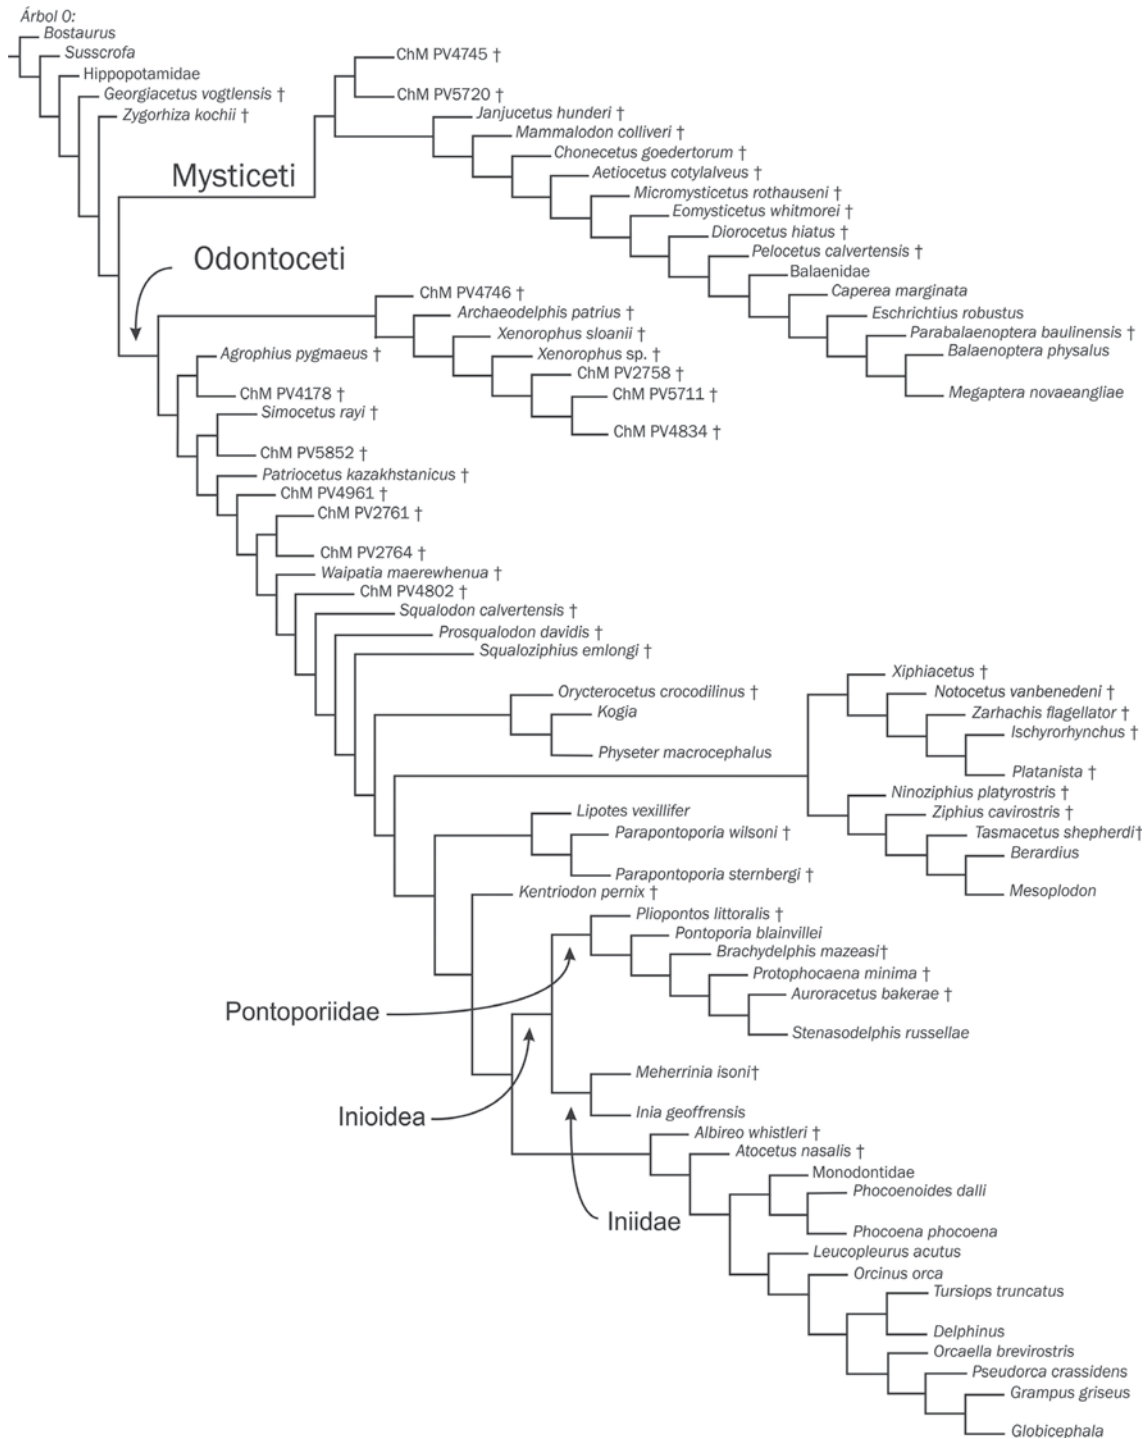 Árbol 0:
Bostaurus
Susscrofa
Hippopotamidae
Georgiacetus vogtlensis †
Zygorhiza kochii †
Mysticeti
ChM PV4745 †
ChM PV5720 †
Janjucetus hunderi †
Mammalodon colliveri †
Chonecetus goedertorum †
Aetiocetus cotylalveus †
Micromysticetus rothauseni †
Eomysticetus whitmorei †
Diorocetus hiatus †
Pelocetus calvertensis †
Balaenidae
Caperea marginata
Eschrichtius robustus
Parabalaenoptera baulinensis †
Balaenoptera physalus
Megaptera novaeangliae
Odontoceti
ChM PV4746 †
Archaeodelphis patrius †
Xenorophus sloanii †
Xenorophus sp. †
ChM PV2758 †
ChM PV5711 †
ChM PV4834 †
Agrophius pygmaeus †
ChM PV4178 †
Simocetus rayi †
ChM PV5852 †
Patriocetus kazakhstanicus †
ChM PV4961 †
ChM PV2761 †
ChM PV2764 †
Waipatia maerewhenua †
ChM PV4802 †
Squalodon calvertensis †
Prosqualodon davidis †
Squaloziphius emlongi †
Orycterocetus crocodilinus †
Kogia
Physeter macrocephalus
Xiphiacetus †
Notocetus vanbenedeni †
Zarhachis flagellator †
Ischyrorhynchus †
Platanista †
Ninoziphius platyrostris †
Ziphius cavirostris †
Tasmacetus shepherdi†
Berardius
Mesoplodon
Lipotes vexillifer
Parapontoporia wilsoni †
Parapontoporia sternbergi †
Kentriodon pernix †
Pliopontos littoralis †
Pontoporia blainvillei
Brachydelphis mazeasi†
Protophocaena minima †
Auroracetus bakerae †
Stenasodelphis russellae
Pontoporiidae
Meherrinia isoni†
Inia geoffrensis
Inioidea
Iniidae
Albireo whistleri †
Atocetus nasalis †
Monodontidae
Phocoenoides dalli
Phocoena phocoena
Leucopleurus acutus
Orcinus orca
Tursiops truncatus
Delphinus
Orcaella brevirostris
Pseudorca crassidens
Grampus griseus
Globicephala